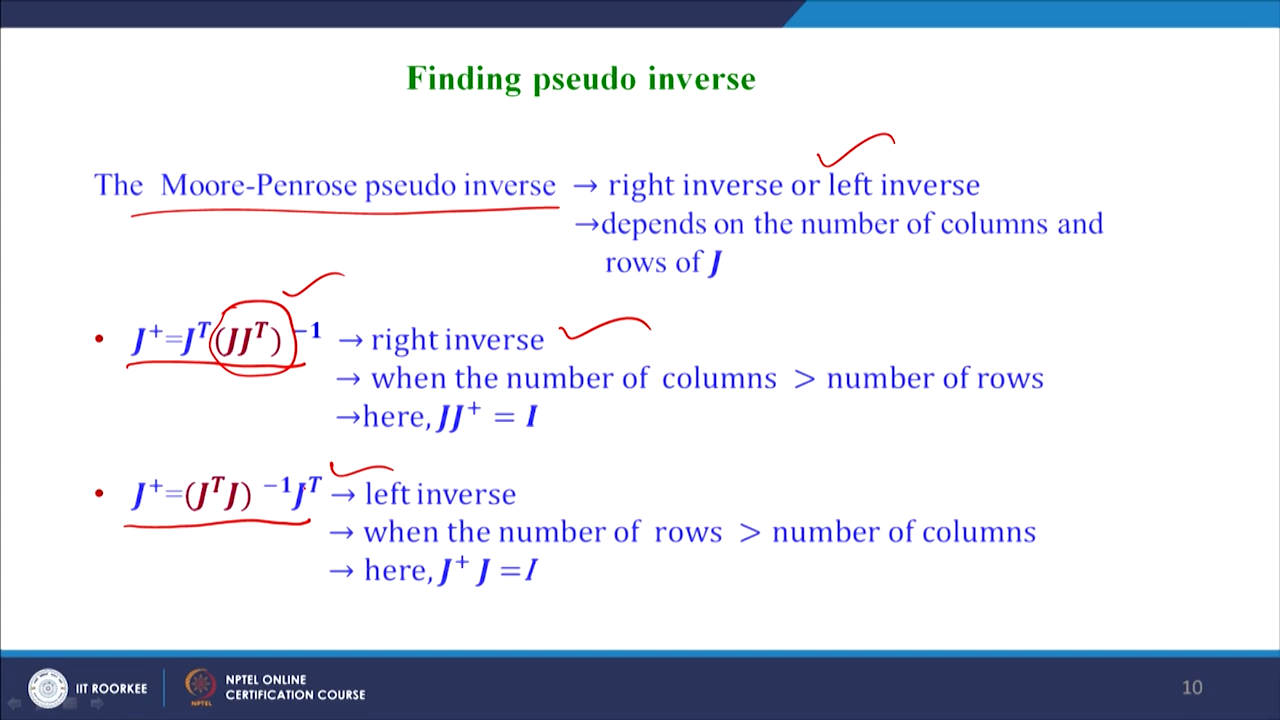 Finding pseudo inverse
The Moore-Penrose pseudo inverse → right inverse or left inverse
→depends on the number of columns and
rows of J
• J⁺=Jᵀ(JJᵀ)⁻¹ → right inverse
→ when the number of columns > number of rows
→here, JJ⁺ = I
• J⁺=(JᵀJ)⁻¹Jᵀ → left inverse
→ when the number of rows > number of columns
→ here, J⁺ J =I
IIT ROORKEE
NPTEL
NPTEL ONLINE
CERTIFICATION COURSE
10